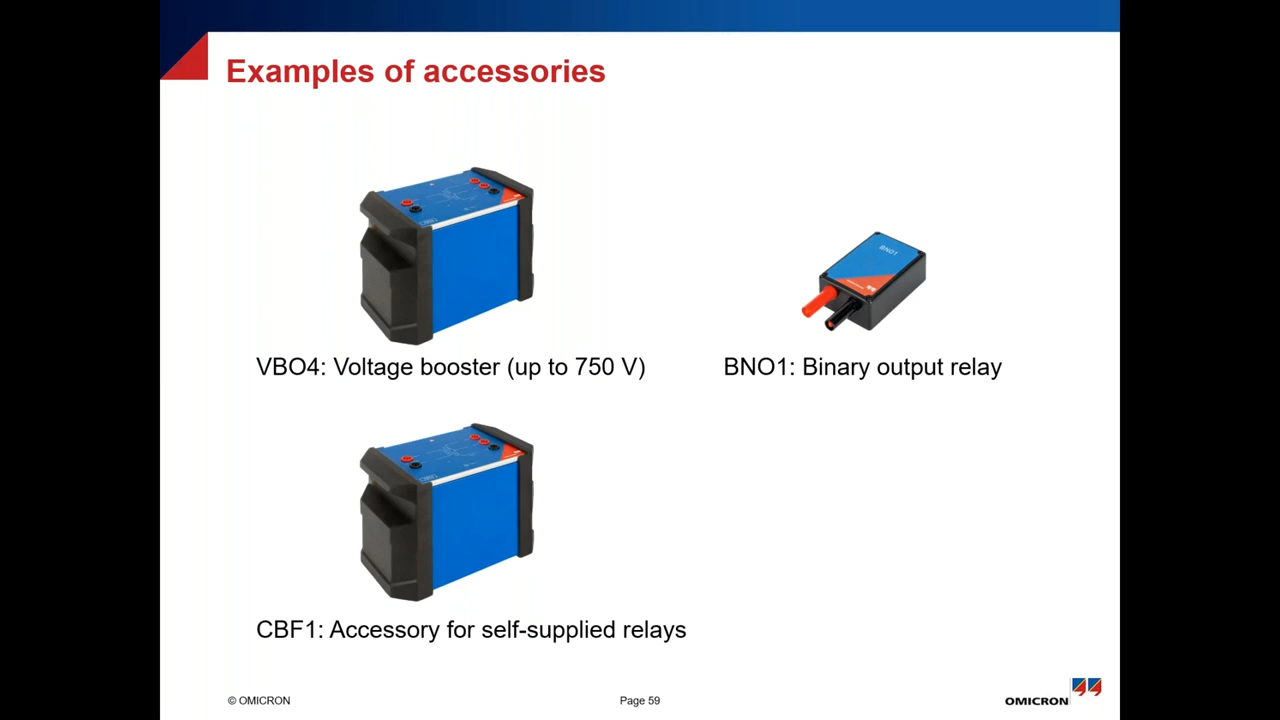 Examples of accessories
BNO1
VBO4: Voltage booster (up to 750 V)
BNO1: Binary output relay
CBF1: Accessory for self-supplied relays
© OMICRON
Page 59
OMICRON